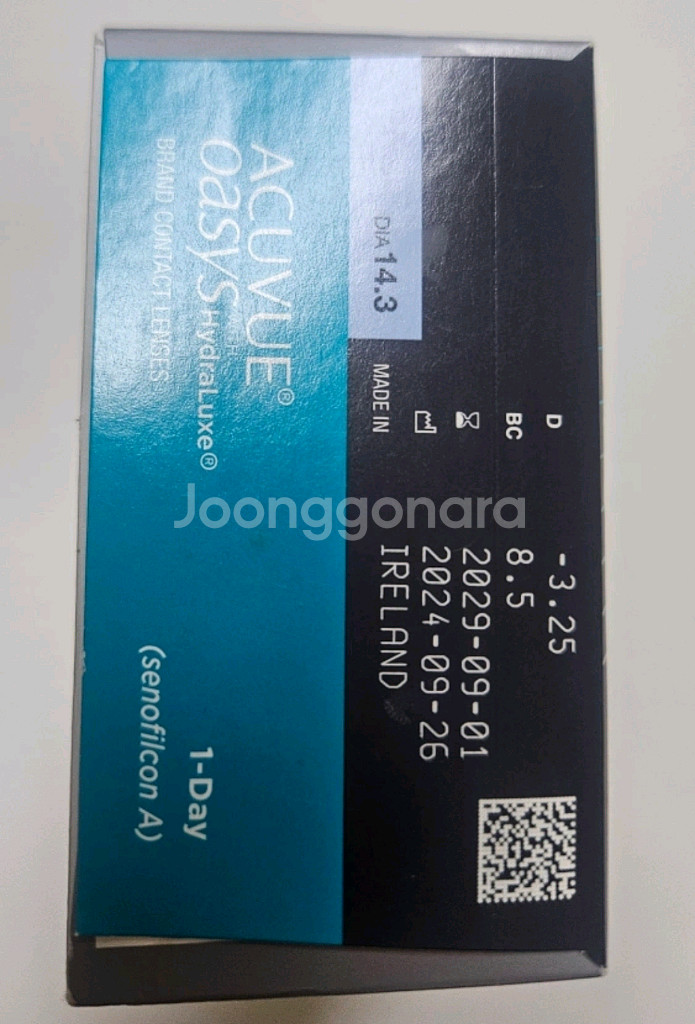 D -3.25
BC 8.5
2029-09-01
2024-09-26
MADE IN IRELAND
DIA 14.3
ACUVUE®
oasys WITH HydraLuxe®
BRAND CONTACT LENSES
1-Day
(senofilcon A)
Joonggonara